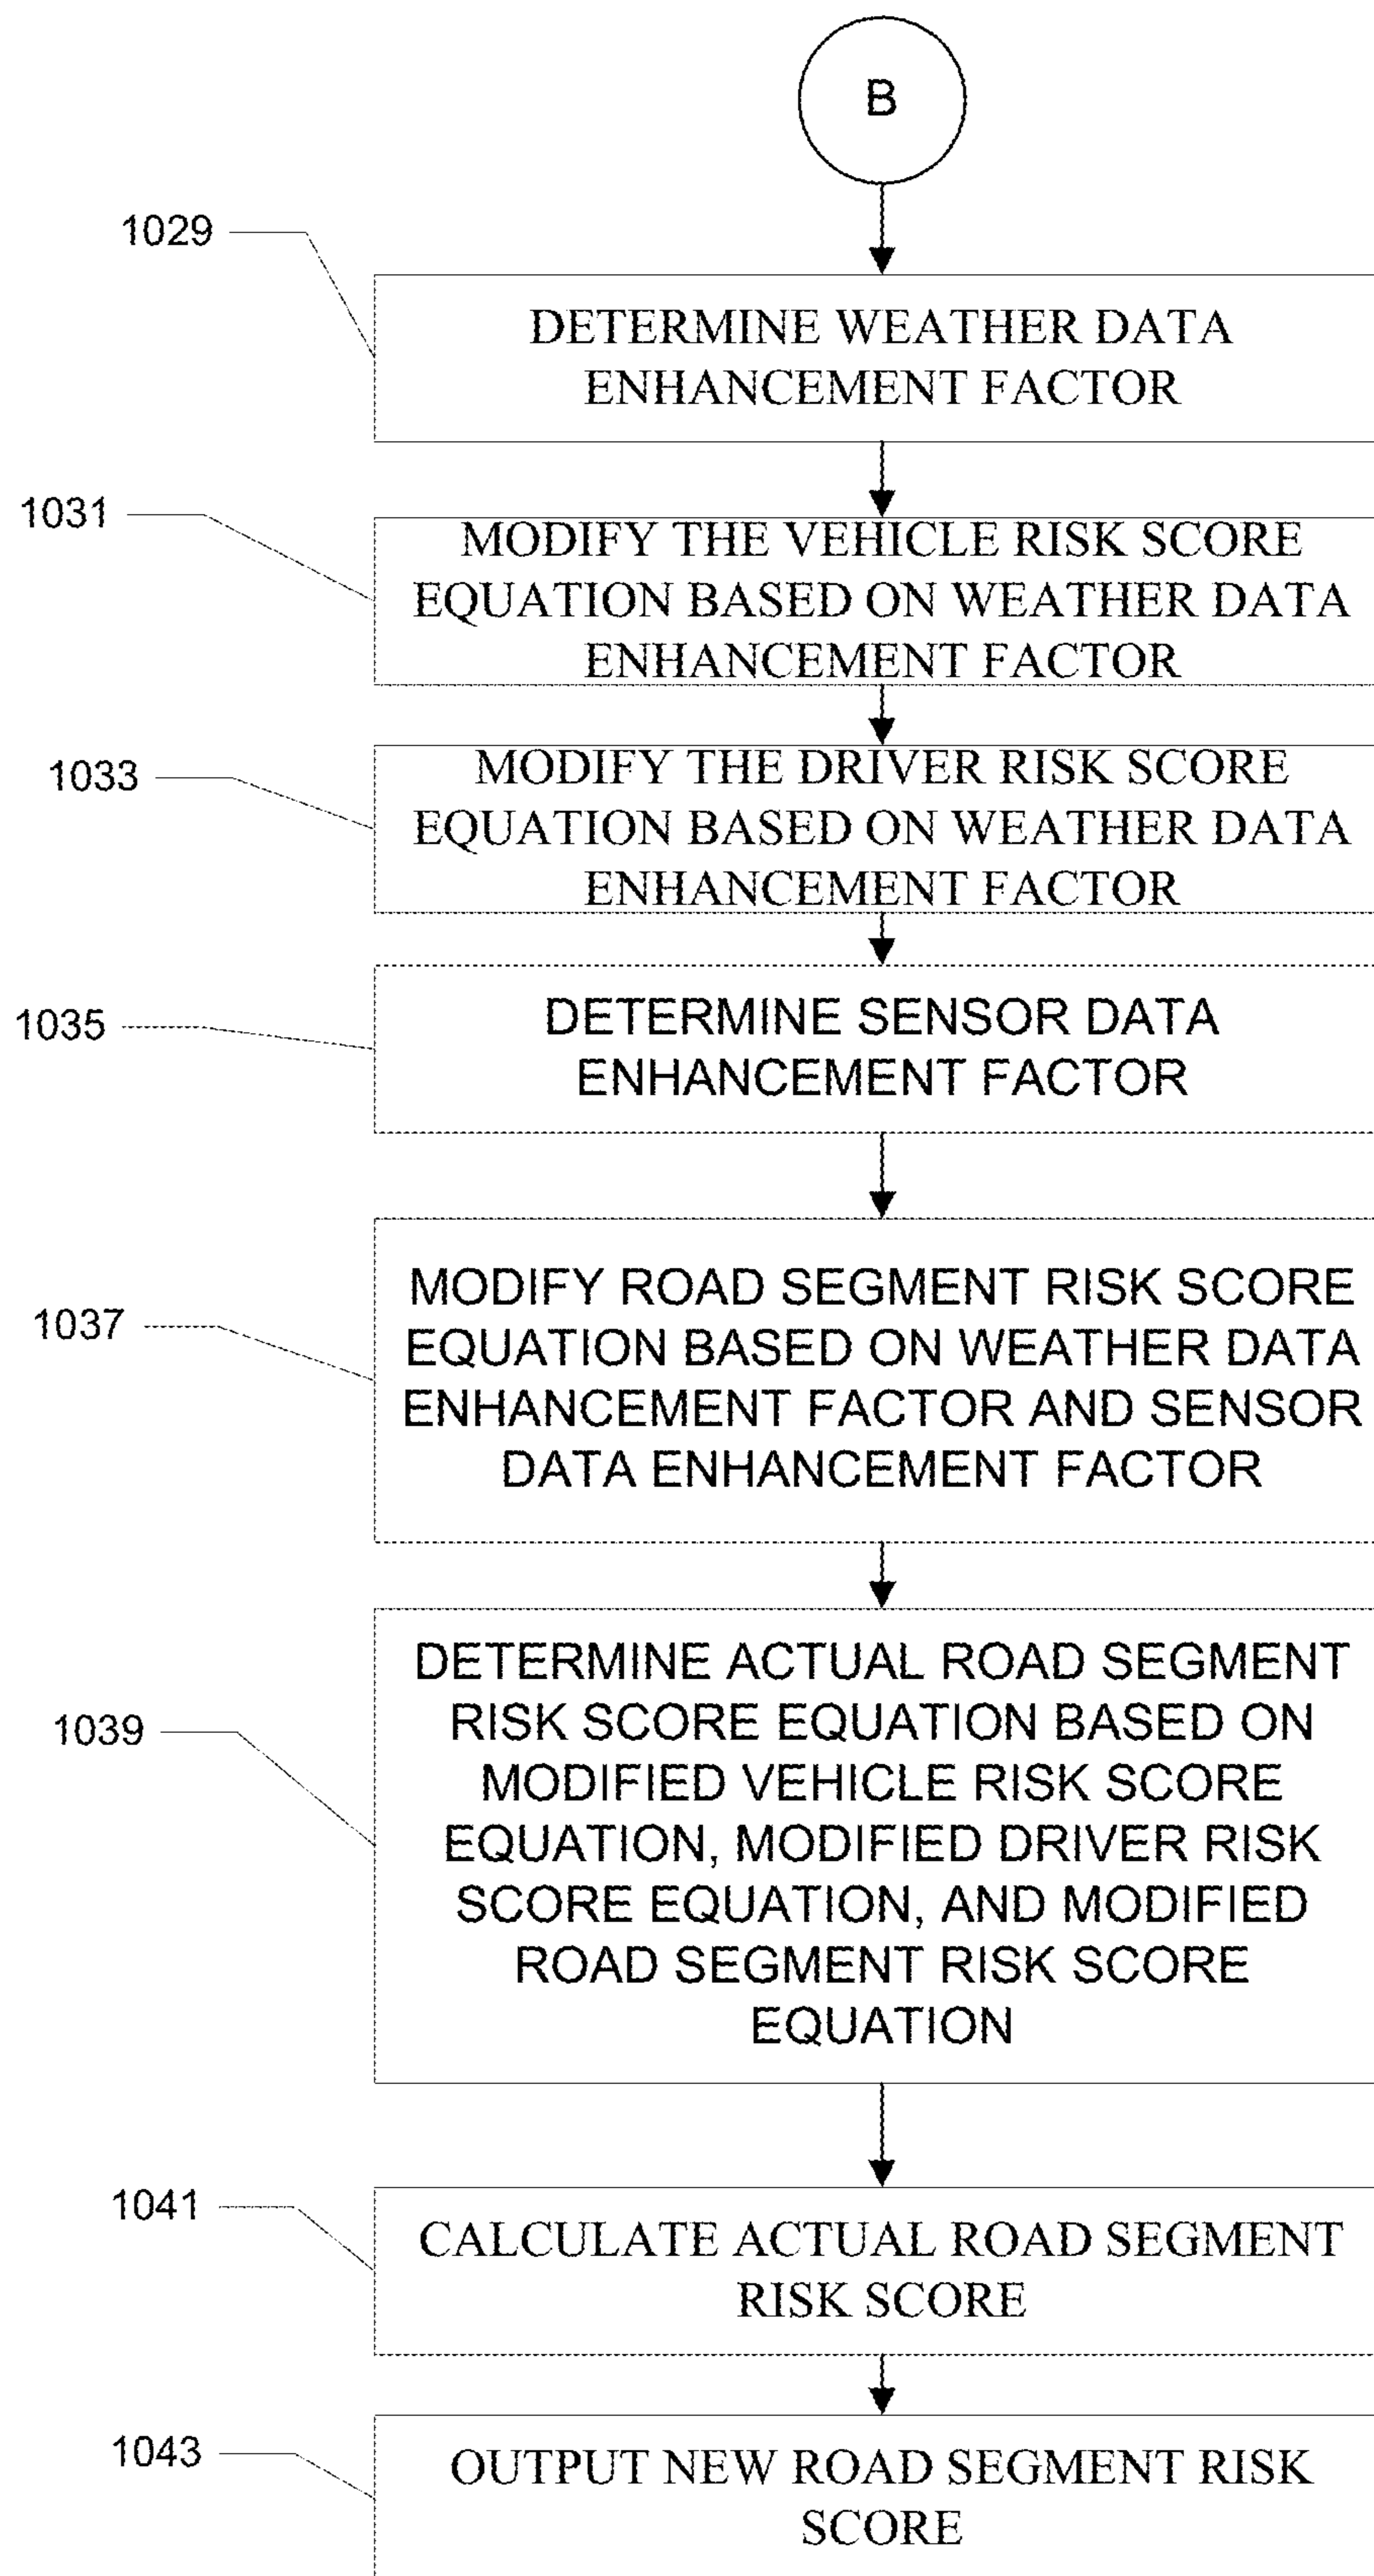 B
1029
DETERMINE WEATHER DATA
ENHANCEMENT FACTOR
1031
MODIFY THE VEHICLE RISK SCORE
EQUATION BASED ON WEATHER DATA
ENHANCEMENT FACTOR
1033
MODIFY THE DRIVER RISK SCORE
EQUATION BASED ON WEATHER DATA
ENHANCEMENT FACTOR
1035
DETERMINE SENSOR DATA
ENHANCEMENT FACTOR
1037
MODIFY ROAD SEGMENT RISK SCORE
EQUATION BASED ON WEATHER DATA
ENHANCEMENT FACTOR AND SENSOR
DATA ENHANCEMENT FACTOR
1039
DETERMINE ACTUAL ROAD SEGMENT
RISK SCORE EQUATION BASED ON
MODIFIED VEHICLE RISK SCORE
EQUATION, MODIFIED DRIVER RISK
SCORE EQUATION, AND MODIFIED
ROAD SEGMENT RISK SCORE
EQUATION
1041
CALCULATE ACTUAL ROAD SEGMENT
RISK SCORE
1043
OUTPUT NEW ROAD SEGMENT RISK
SCORE